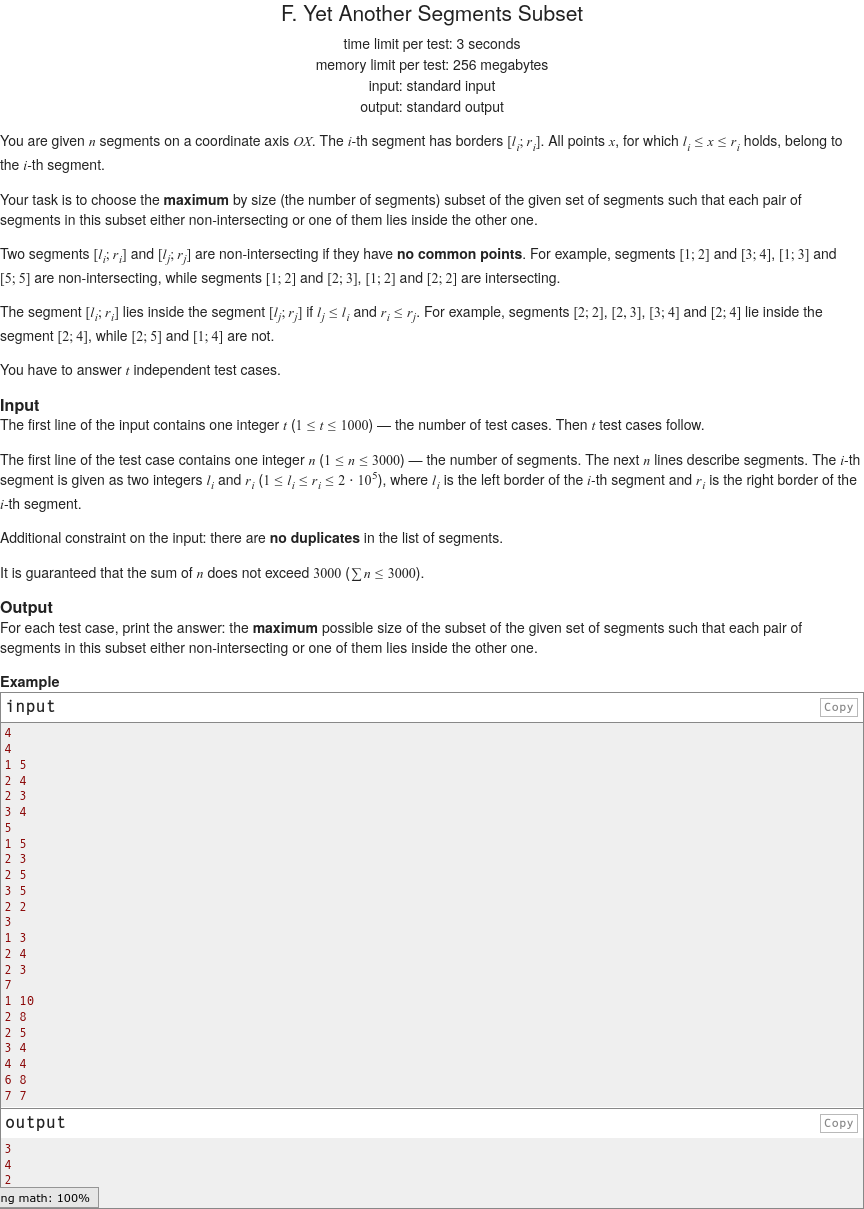 F. Yet Another Segments Subset
time limit per test: 3 seconds
memory limit per test: 256 megabytes
input: standard input
output: standard output
You are given n segments on a coordinate axis OX. The i-th segment has borders [l_i; r_i]. All points x, for which l_i ≤ x ≤ r_i holds, belong to
the i-th segment.
Your task is to choose the maximum by size (the number of segments) subset of the given set of segments such that each pair of
segments in this subset either non-intersecting or one of them lies inside the other one.
Two segments [l_i; r_i] and [l_j; r_j] are non-intersecting if they have no common points. For example, segments [1; 2] and [3; 4], [1; 3] and
[5; 5] are non-intersecting, while segments [1; 2] and [2; 3], [1; 2] and [2; 2] are intersecting.
The segment [l_i; r_i] lies inside the segment [l_j; r_j] if l_j ≤ l_i and r_i ≤ r_j. For example, segments [2; 2], [2, 3], [3; 4] and [2; 4] lie inside the
segment [2; 4], while [2; 5] and [1; 4] are not.
You have to answer t independent test cases.
Input
The first line of the input contains one integer t (1 ≤ t ≤ 1000) — the number of test cases. Then t test cases follow.
The first line of the test case contains one integer n (1 ≤ n ≤ 3000) — the number of segments. The next n lines describe segments. The i-th
segment is given as two integers l_i and r_i (1 ≤ l_i ≤ r_i ≤ 2 · 10^5), where l_i is the left border of the i-th segment and r_i is the right border of the
i-th segment.
Additional constraint on the input: there are no duplicates in the list of segments.
It is guaranteed that the sum of n does not exceed 3000 (∑ n ≤ 3000).
Output
For each test case, print the answer: the maximum possible size of the subset of the given set of segments such that each pair of
segments in this subset either non-intersecting or one of them lies inside the other one.
Example
input Copy
4
4
1 5
2 4
2 3
3 4
5
1 5
2 3
2 5
3 5
2 2
3
1 3
2 4
2 3
7
1 10
2 8
2 5
3 4
4 4
6 8
7 7
output Copy
3
4
2
ng math: 100%